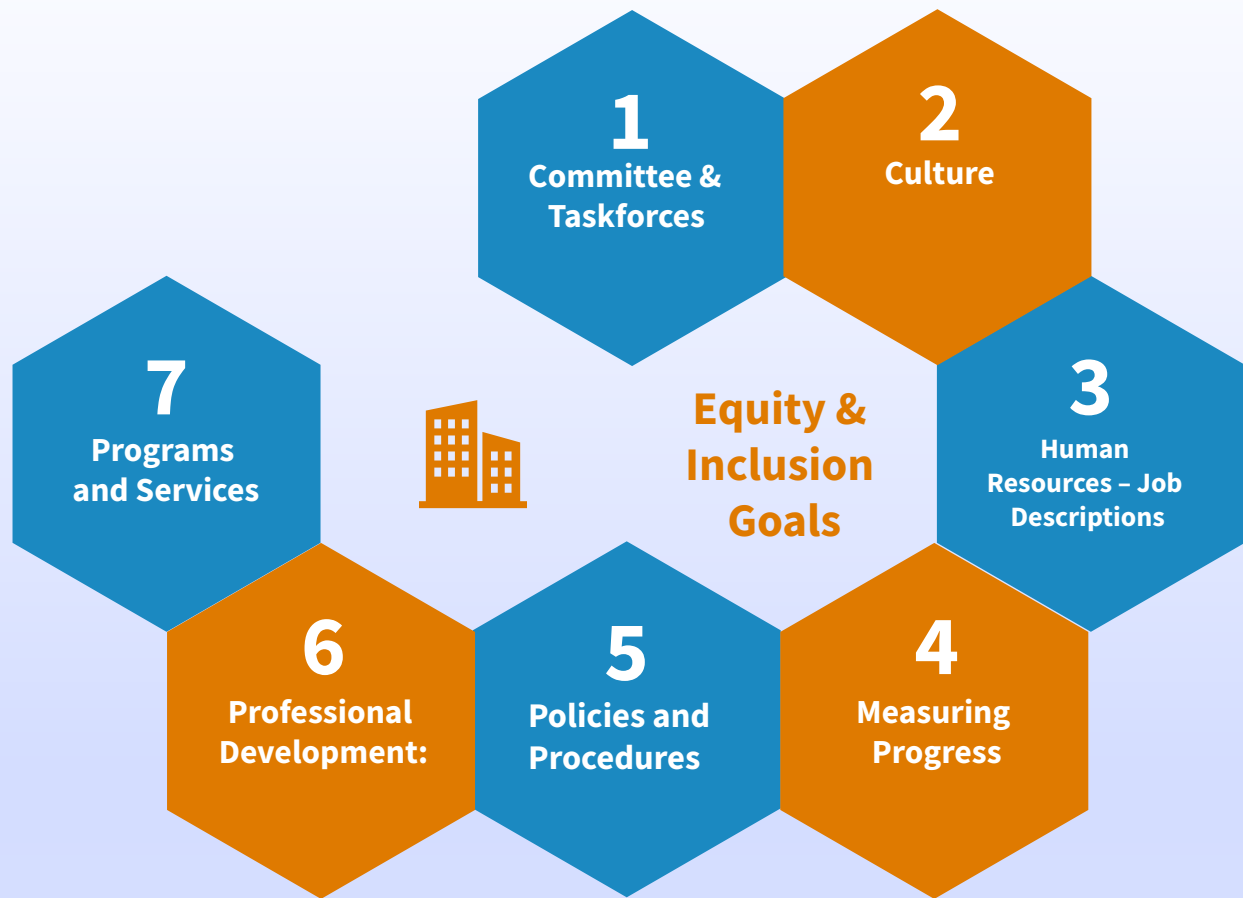 1
Committee &
Taskforces
2
Culture
3
Human
Resources – Job
Descriptions
4
Measuring
Progress
5
Policies and
Procedures
6
Professional
Development:
7
Programs
and Services
Equity &
Inclusion
Goals